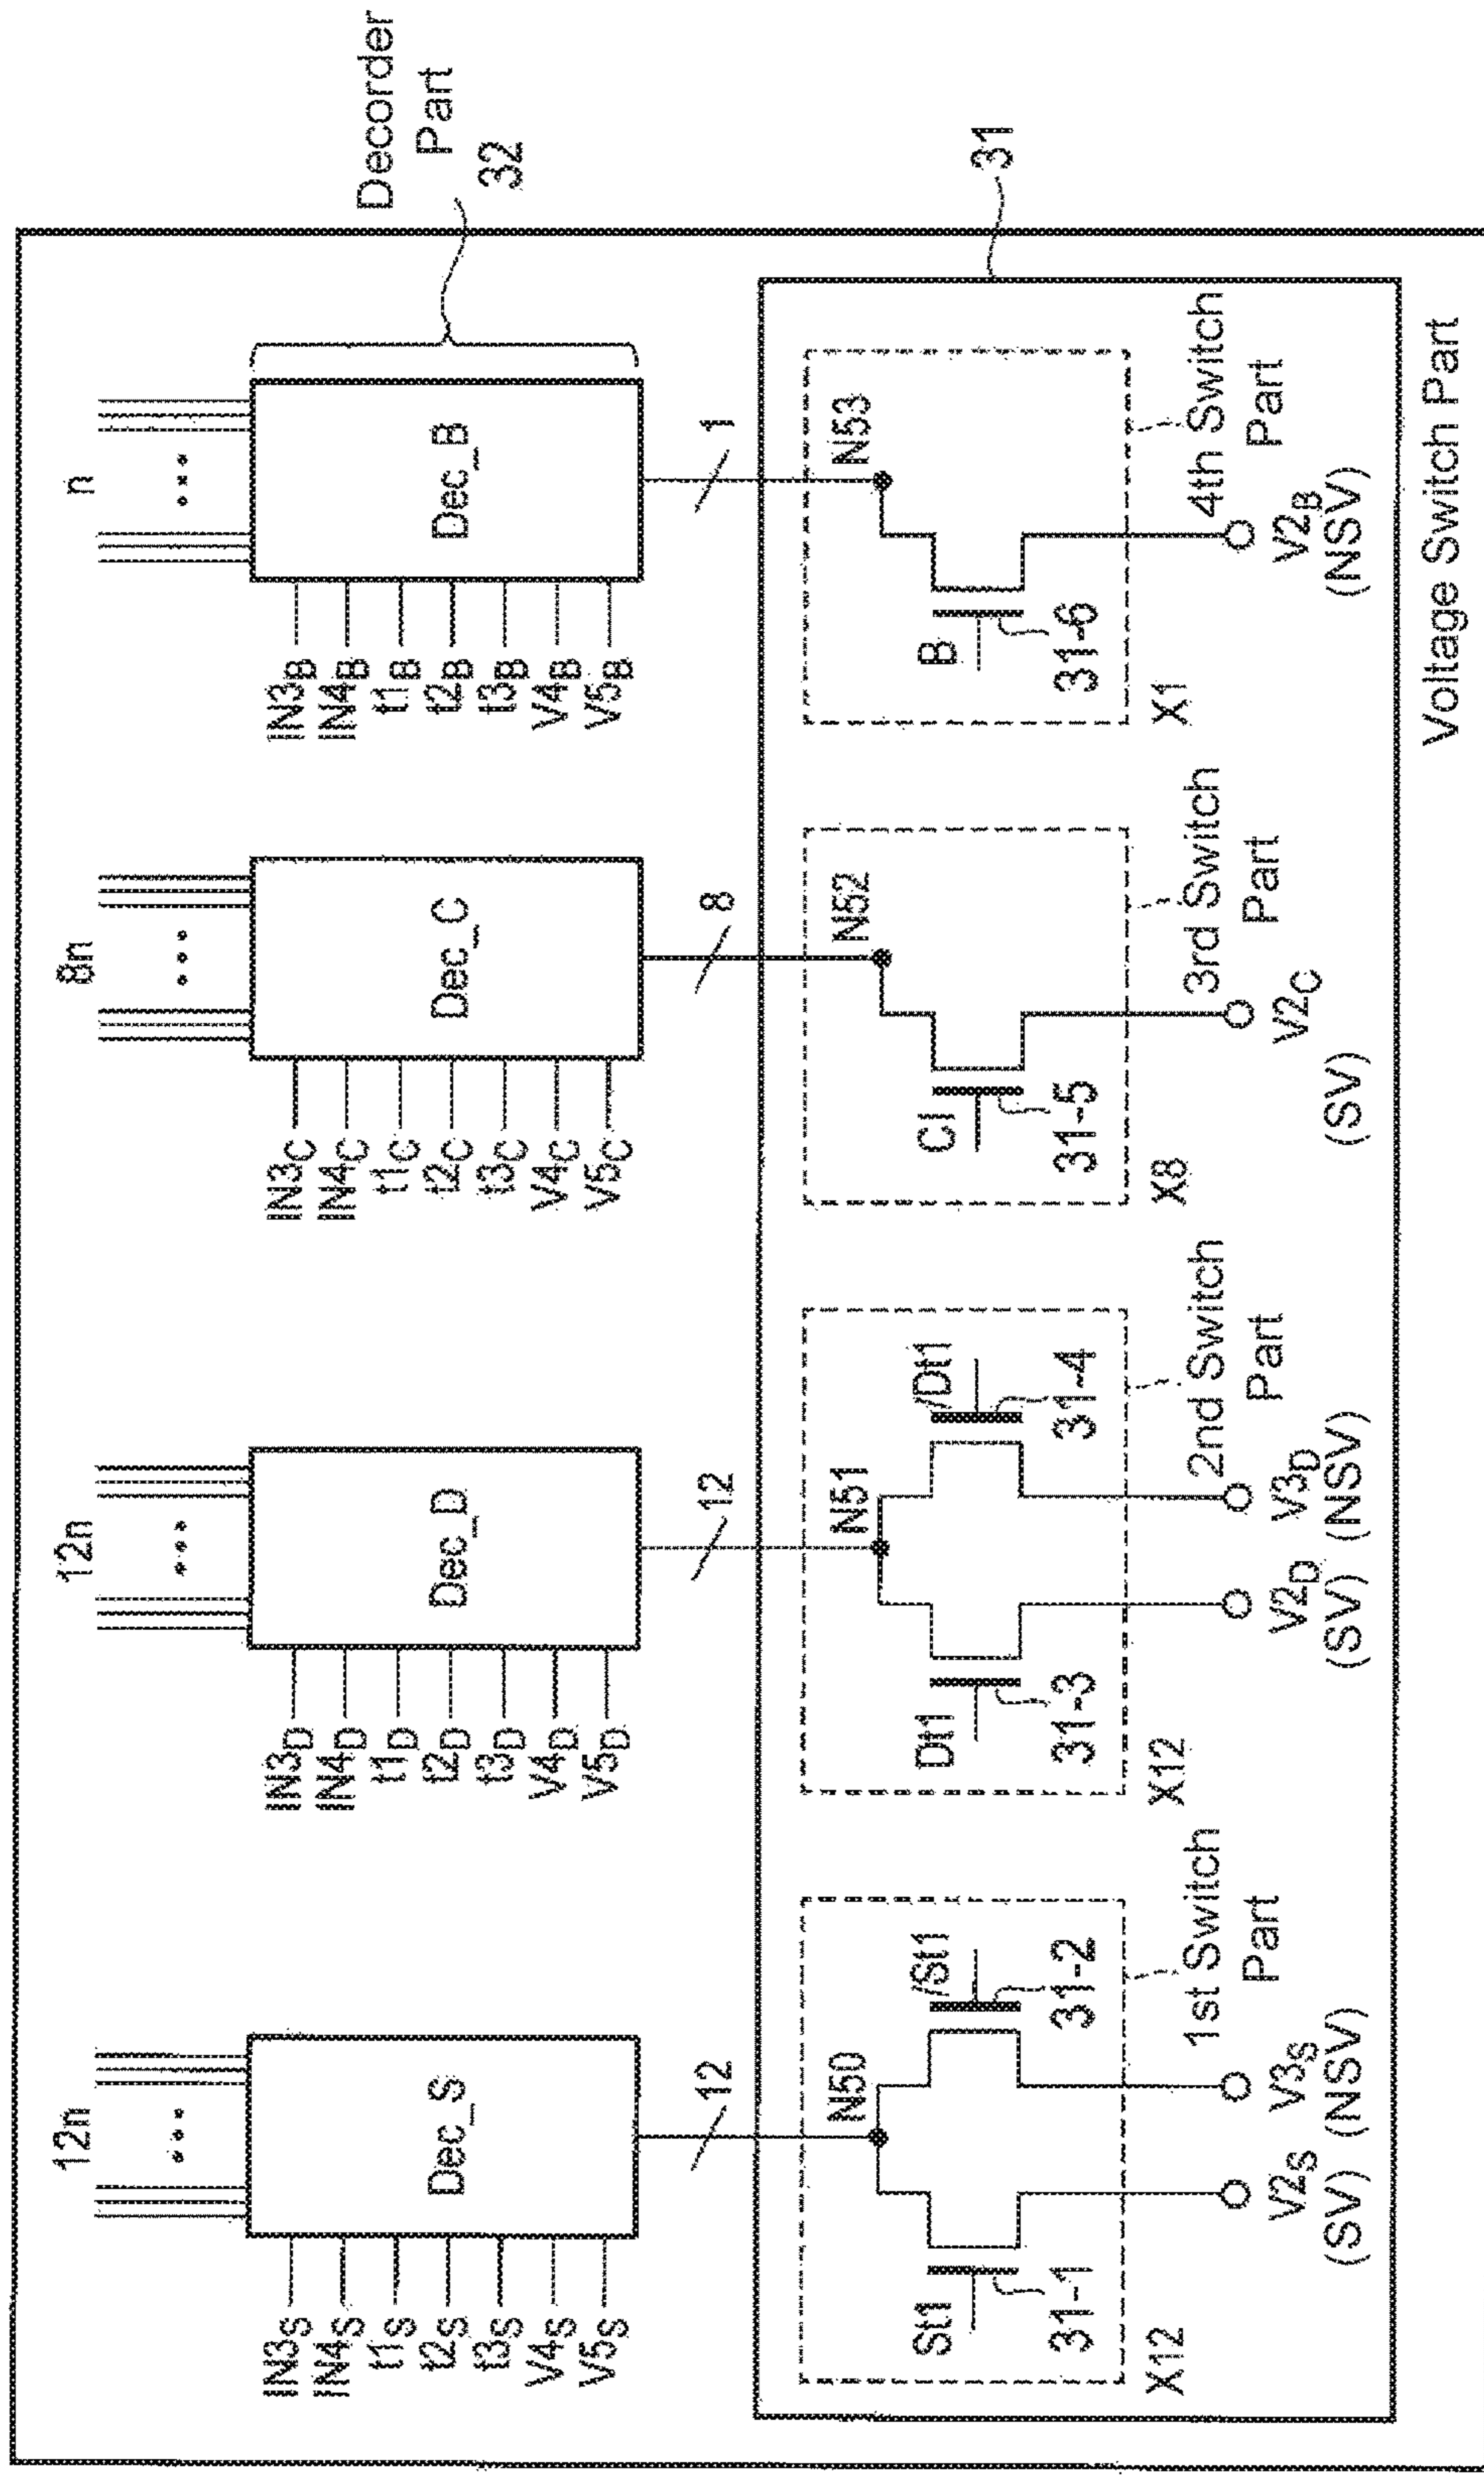 Decorder
Part
32
12n
12n
8n
n
Dec_S
Dec_D
Dec_C
Dec_B
IN3S
IN4S
t1S
t2S
t3S
V4S
V5S
IN3D
IN4D
t1D
t2D
t3D
V4D
V5D
IN3C
IN4C
t1C
t2C
t3C
V4C
V5C
IN3B
IN4B
t1B
t2B
t3B
V4B
V5B
12
12
8
1
31
N50
St1
/St1
31-1
31-2
X12
1st Switch
Part
V2S
(SV)
V3S
(NSV)
N51
Dt1
/Dt1
31-3
31-4
X12
2nd Switch
Part
V2D
(SV)
V3D
(NSV)
N52
CI
31-5
X8
3rd Switch
Part
V2C
(SV)
N53
B
31-6
X1
4th Switch
Part
V2B
(NSV)
Voltage Switch Part